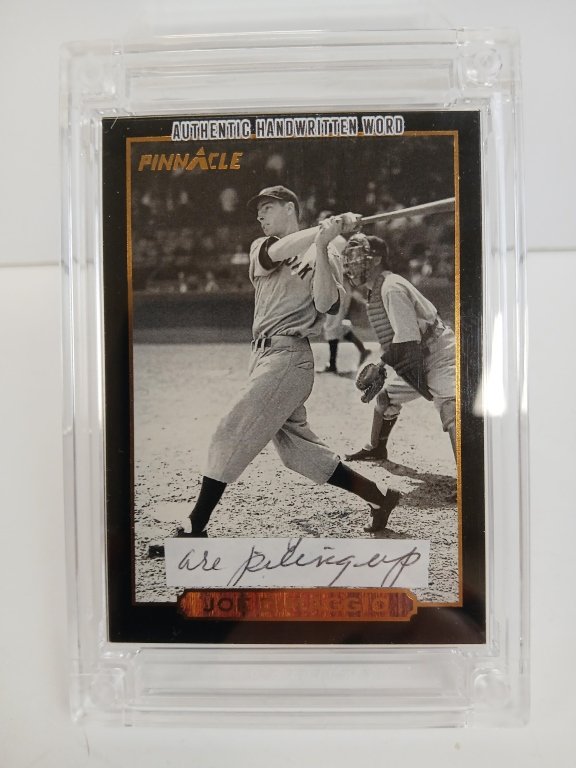 AUTHENTIC HANDWRITTEN WORD
PINNACLE
are piling up